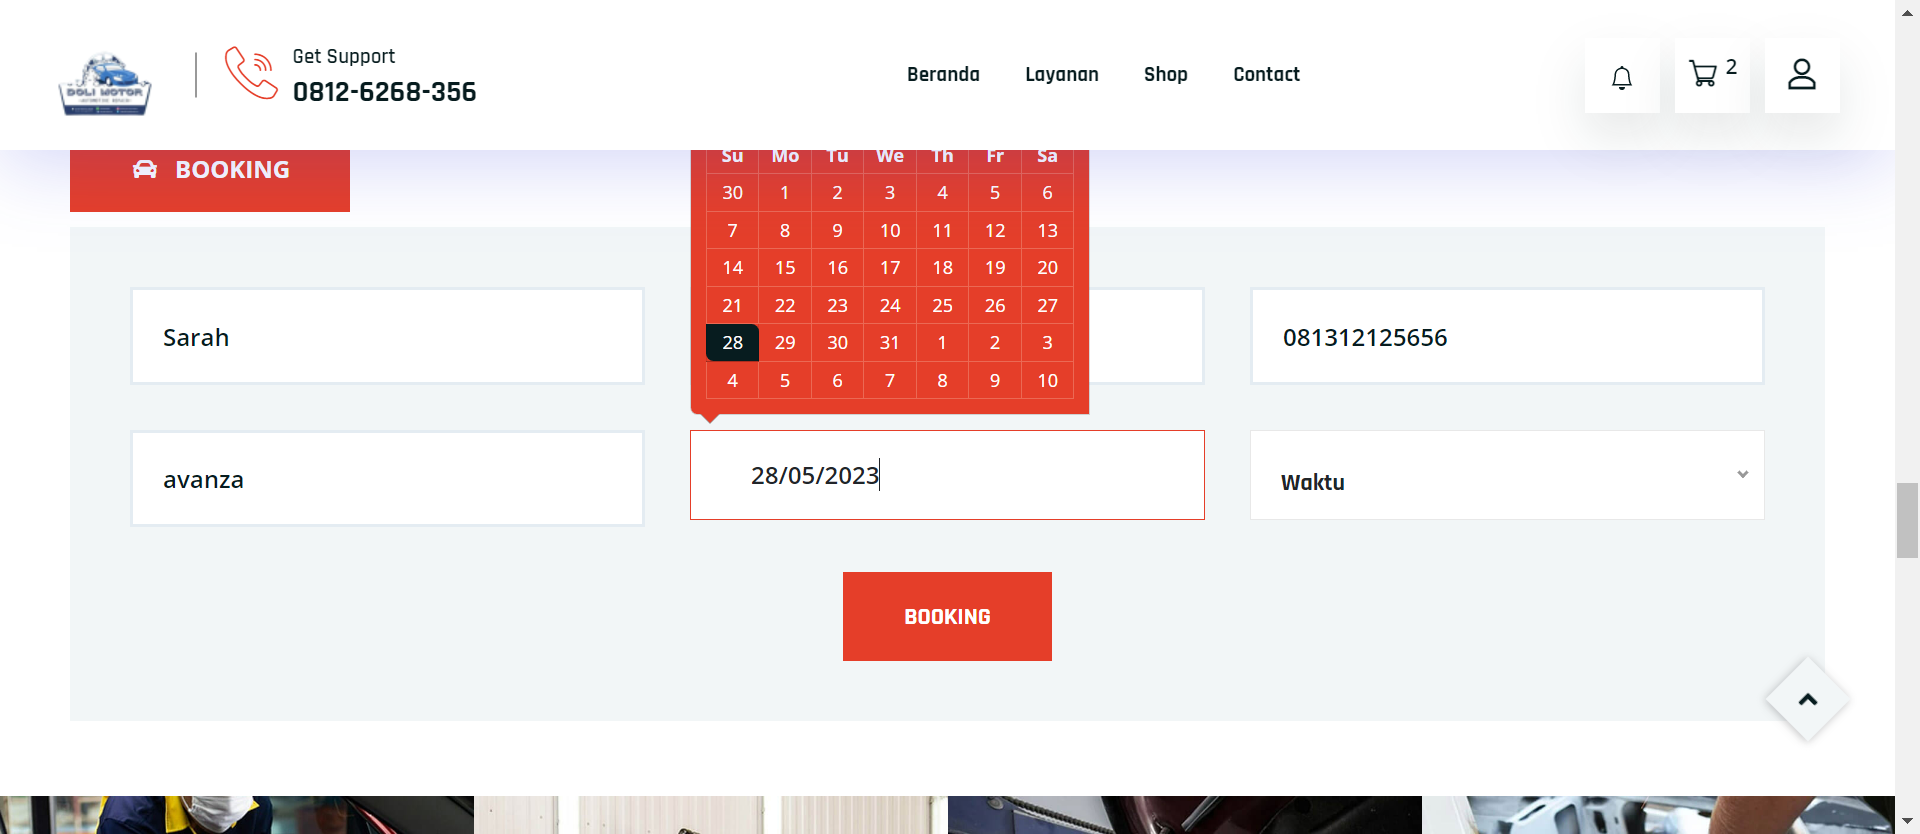 DOLI MOTOR
Get Support
0812-6268-356
Beranda
Layanan
Shop
Contact
2
BOOKING
Su Mo Tu We Th Fr Sa
30 1 2 3 4 5 6
7 8 9 10 11 12 13
14 15 16 17 18 19 20
21 22 23 24 25 26 27
28 29 30 31 1 2 3
4 5 6 7 8 9 10
Sarah
081312125656
avanza
28/05/2023
Waktu
BOOKING